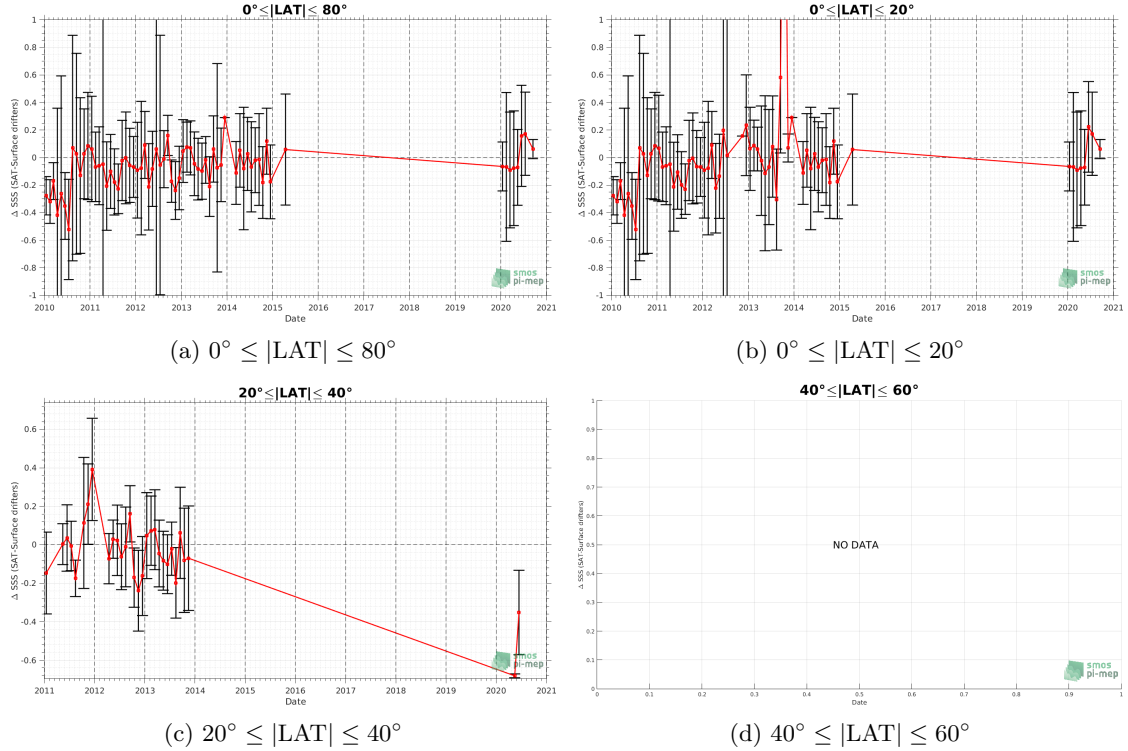 0°≤|LAT|≤ 80°
1
0.8
0.6
0.4
0.2
0
-0.2
-0.4
-0.6
-0.8
-1
Δ SSS (SAT-Surface drifters)
2010 2011 2012 2013 2014 2015 2016 2017 2018 2019 2020 2021
Date
smos
pi-mep
(a) 0° ≤ |LAT| ≤ 80°
0°≤|LAT|≤ 20°
1
0.8
0.6
0.4
0.2
0
-0.2
-0.4
-0.6
-0.8
-1
Δ SSS (SAT-Surface drifters)
2010 2011 2012 2013 2014 2015 2016 2017 2018 2019 2020 2021
Date
smos
pi-mep
(b) 0° ≤ |LAT| ≤ 20°
20°≤|LAT|≤ 40°
0.6
0.4
0.2
0
-0.2
-0.4
-0.6
Δ SSS (SAT-Surface drifters)
2011 2012 2013 2014 2015 2016 2017 2018 2019 2020 2021
Date
smos
pi-mep
(c) 20° ≤ |LAT| ≤ 40°
40°≤|LAT|≤ 60°
1
0.9
0.8
0.7
0.6
0.5
0.4
0.3
0.2
0.1
0
Δ SSS (SAT-Surface drifters)
NO DATA
0 0.1 0.2 0.3 0.4 0.5 0.6 0.7 0.8 0.9 1
Date
smos
pi-mep
(d) 40° ≤ |LAT| ≤ 60°